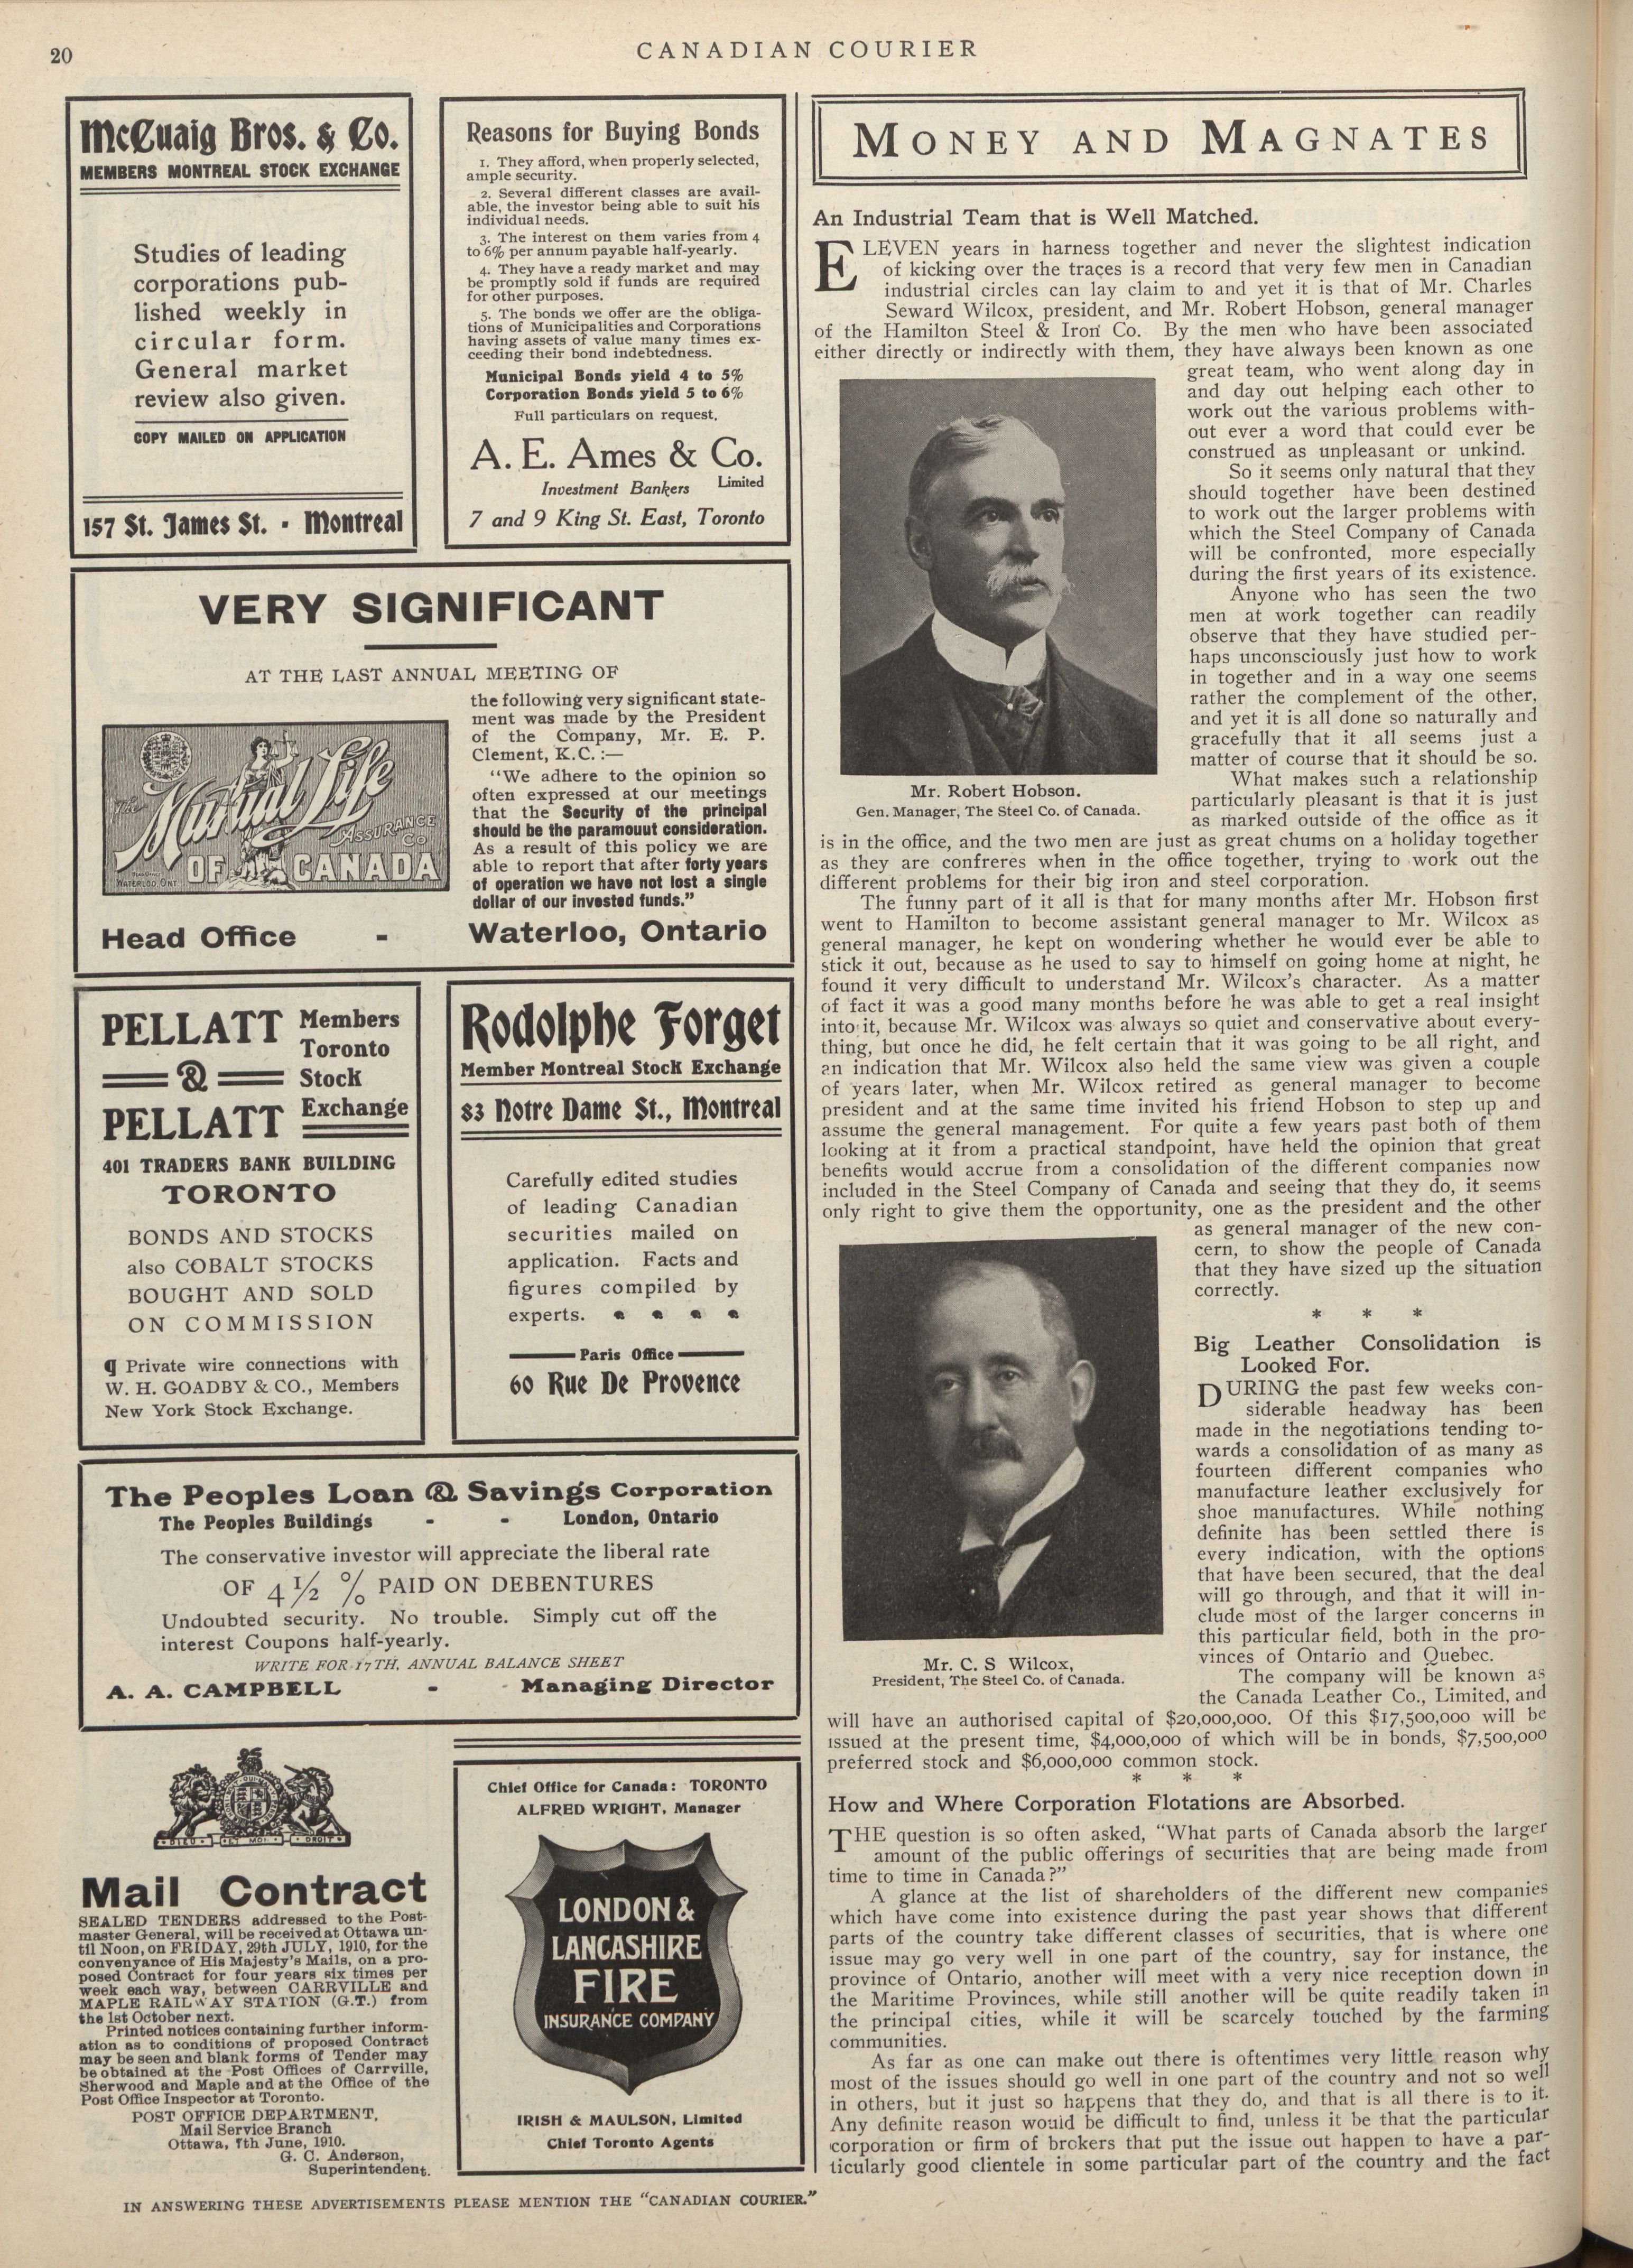 20
CANADIAN COURIER
McCuaig Bros. & Co.
MEMBERS MONTREAL STOCK EXCHANGE
Studies of leading
corporations pub-
lished weekly in
circular form.
General market
review also given.
COPY MAILED ON APPLICATION
157 St. James St. - Montreal
Reasons for Buying Bonds
1. They afford, when properly selected,
ample security.
2. Several different classes are avail-
able, the investor being able to suit his
individual needs.
3. The interest on them varies from 4
to 6% per annum payable half-yearly.
4. They have a ready market and may
be promptly sold if funds are required
for other purposes.
5. The bonds we offer are the obliga-
tions of Municipalities and Corporations
having assets of value many times ex-
ceeding their bond indebtedness.
Municipal Bonds yield 4 to 5%
Corporation Bonds yield 5 to 6%
Full particulars on request.
A. E. Ames & Co.
Investment Bankers Limited
7 and 9 King St. East, Toronto
VERY SIGNIFICANT
AT THE LAST ANNUAL MEETING OF
The
Mutual Life
ASSURANCE
Co
OF CANADA
WATERLOO, ONT.
the following very significant state-
ment was made by the President
of the Company, Mr. E. P.
Clement, K.C.:—
"We adhere to the opinion so
often expressed at our meetings
that the Security of the principal
should be the paramouut consideration.
As a result of this policy we are
able to report that after forty years
of operation we have not lost a single
dollar of our invested funds."
Head Office - Waterloo, Ontario
PELLATT
&
PELLATT
Members
Toronto
Stock
Exchange
401 TRADERS BANK BUILDING
TORONTO
BONDS AND STOCKS
also COBALT STOCKS
BOUGHT AND SOLD
ON COMMISSION
¶ Private wire connections with
W. H. GOADBY & CO., Members
New York Stock Exchange.
Rodolphe Forget
Member Montreal Stock Exchange
83 Notre Dame St., Montreal
Carefully edited studies
of leading Canadian
securities mailed on
application. Facts and
figures compiled by
experts.
Paris Office
60 Rue De Provence
The Peoples Loan & Savings Corporation
The Peoples Buildings - - London, Ontario
The conservative investor will appreciate the liberal rate
OF 4½ % PAID ON DEBENTURES
Undoubted security. No trouble. Simply cut off the
interest Coupons half-yearly.
WRITE FOR 17TH. ANNUAL BALANCE SHEET
A. A. CAMPBELL - - Managing Director
DIEU ET MON DROIT
Mail Contract
SEALED TENDERS addressed to the Post-
master General, will be received at Ottawa un-
til Noon, on FRIDAY, 29th JULY, 1910, for the
conveyance of His Majesty's Mails, on a pro-
posed Contract for four years six times per
week each way, between CARRVILLE and
MAPLE RAILWAY STATION (G.T.) from
the 1st October next.
Printed notices containing further inform-
ation as to conditions of proposed Contract
may be seen and blank forms of Tender may
be obtained at the Post Offices of Carrville,
Sherwood and Maple and at the Office of the
Post Office Inspector at Toronto.
POST OFFICE DEPARTMENT,
Mail Service Branch
Ottawa, 7th June, 1910.
G. C. Anderson,
Superintendent.
Chief Office for Canada: TORONTO
ALFRED WRIGHT, Manager
LONDON &
LANCASHIRE
FIRE
INSURANCE COMPANY
IRISH & MAULSON, Limited
Chief Toronto Agents
IN ANSWERING THESE ADVERTISEMENTS PLEASE MENTION THE "CANADIAN COURIER."
MONEY AND MAGNATES
An Industrial Team that is Well Matched.
ELEVEN years in harness together and never the slightest indication
of kicking over the traces is a record that very few men in Canadian
industrial circles can lay claim to and yet it is that of Mr. Charles
Seward Wilcox, president, and Mr. Robert Hobson, general manager
of the Hamilton Steel & Iron Co. By the men who have been associated
either directly or indirectly with them, they have always been known as one
great team, who went along day in
and day out helping each other to
work out the various problems with-
out ever a word that could ever be
construed as unpleasant or unkind.
So it seems only natural that they
should together have been destined
to work out the larger problems with
which the Steel Company of Canada
will be confronted, more especially
during the first years of its existence.
Anyone who has seen the two
men at work together can readily
observe that they have studied per-
haps unconsciously just how to work
in together and in a way one seems
rather the complement of the other,
and yet it is all done so naturally and
gracefully that it all seems just a
matter of course that it should be so.
What makes such a relationship
particularly pleasant is that it is just
as marked outside of the office as it
Mr. Robert Hobson.
Gen. Manager, The Steel Co. of Canada.
is in the office, and the two men are just as great chums on a holiday together
as they are confreres when in the office together, trying to work out the
different problems for their big iron and steel corporation.
The funny part of it all is that for many months after Mr. Hobson first
went to Hamilton to become assistant general manager to Mr. Wilcox as
general manager, he kept on wondering whether he would ever be able to
stick it out, because as he used to say to himself on going home at night, he
found it very difficult to understand Mr. Wilcox's character. As a matter
of fact it was a good many months before he was able to get a real insight
into it, because Mr. Wilcox was always so quiet and conservative about every-
thing, but once he did, he felt certain that it was going to be all right, and
an indication that Mr. Wilcox also held the same view was given a couple
of years later, when Mr. Wilcox retired as general manager to become
president and at the same time invited his friend Hobson to step up and
assume the general management. For quite a few years past both of them
looking at it from a practical standpoint, have held the opinion that great
benefits would accrue from a consolidation of the different companies now
included in the Steel Company of Canada and seeing that they do, it seems
only right to give them the opportunity, one as the president and the other
as general manager of the new con-
cern, to show the people of Canada
that they have sized up the situation
correctly.
* * *
Mr. C. S Wilcox,
President, The Steel Co. of Canada.
Big Leather Consolidation is
Looked For.
DURING the past few weeks con-
siderable headway has been
made in the negotiations tending to-
wards a consolidation of as many as
fourteen different companies who
manufacture leather exclusively for
shoe manufactures. While nothing
definite has been settled there is
every indication, with the options
that have been secured, that the deal
will go through, and that it will in-
clude most of the larger concerns in
this particular field, both in the pro-
vinces of Ontario and Quebec.
The company will be known as
the Canada Leather Co., Limited, and
will have an authorised capital of $20,000,000. Of this $17,500,000 will be
issued at the present time, $4,000,000 of which will be in bonds, $7,500,000
preferred stock and $6,000,000 common stock.
* * *
How and Where Corporation Flotations are Absorbed.
THE question is so often asked, "What parts of Canada absorb the larger
amount of the public offerings of securities that are being made from
time to time in Canada?"
A glance at the list of shareholders of the different new companies
which have come into existence during the past year shows that different
parts of the country take different classes of securities, that is where one
issue may go very well in one part of the country, say for instance, the
province of Ontario, another will meet with a very nice reception down in
the Maritime Provinces, while still another will be quite readily taken in
the principal cities, while it will be scarcely touched by the farming
communities.
As far as one can make out there is oftentimes very little reason why
most of the issues should go well in one part of the country and not so well
in others, but it just so happens that they do, and that is all there is to it.
Any definite reason would be difficult to find, unless it be that the particular
corporation or firm of brokers that put the issue out happen to have a par-
ticularly good clientele in some particular part of the country and the fact